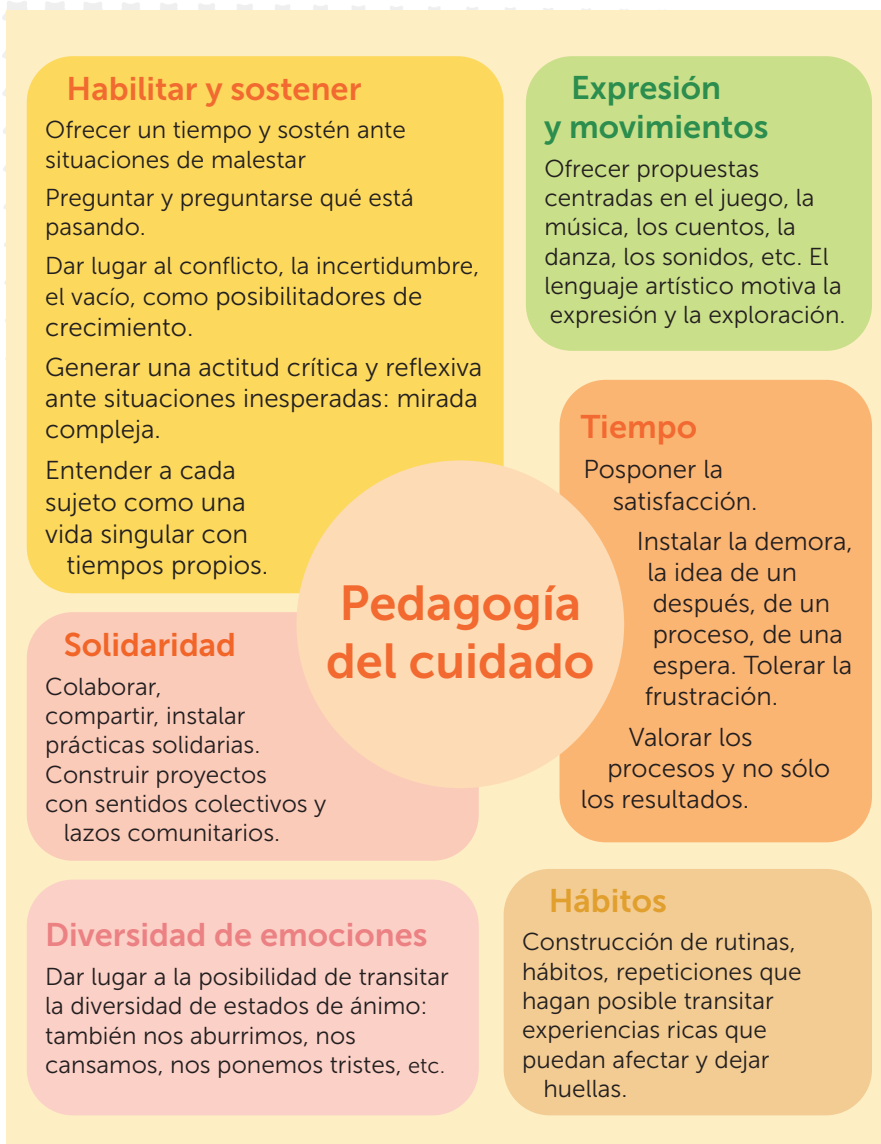 Habilitar y sostener
Ofrecer un tiempo y sostén ante
situaciones de malestar
Preguntar y preguntarse qué está
pasando.
Dar lugar al conflicto, la incertidumbre,
el vacío, como posibilitadores de
crecimiento.
Generar una actitud crítica y reflexiva
ante situaciones inesperadas: mirada
compleja.
Entender a cada
sujeto como una
vida singular con
tiempos propios.
Expresión
y movimientos
Ofrecer propuestas
centradas en el juego, la
música, los cuentos, la
danza, los sonidos, etc. El
lenguaje artístico motiva la
expresión y la exploración.
Pedagogía
del cuidado
Tiempo
Posponer la
satisfacción.
Instalar la demora,
la idea de un
después, de un
proceso, de una
espera. Tolerar la
frustración.
Valorar los
procesos y no sólo
los resultados.
Solidaridad
Colaborar,
compartir, instalar
prácticas solidarias.
Construir proyectos
con sentidos colectivos y
lazos comunitarios.
Diversidad de emociones
Dar lugar a la posibilidad de transitar
la diversidad de estados de ánimo:
también nos aburrimos, nos
cansamos, nos ponemos tristes, etc.
Hábitos
Construcción de rutinas,
hábitos, repeticiones que
hagan posible transitar
experiencias ricas que
puedan afectar y dejar
huellas.